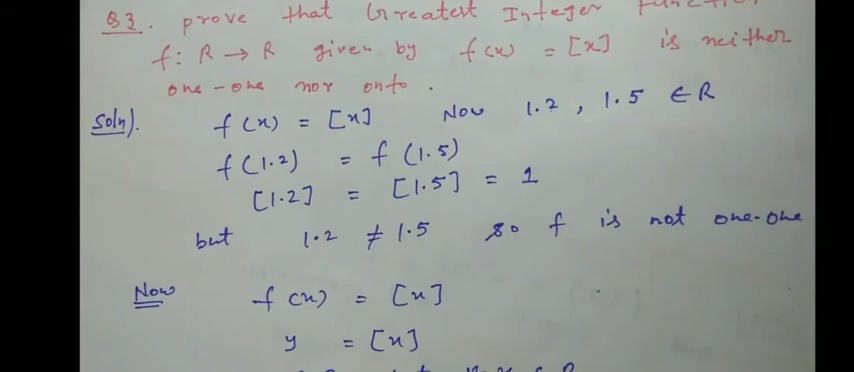 Q3. prove that Greatest Integer Function
f: R → R given by f(x) = [x] is neither
one-one nor onto.
Soln). f(x) = [x] Now 1.2, 1.5 ∈ R
f(1.2) = f(1.5)
[1.2] = [1.5] = 1
but 1.2 ≠ 1.5 so f is not one-one
Now f(x) = [x]
y = [x]